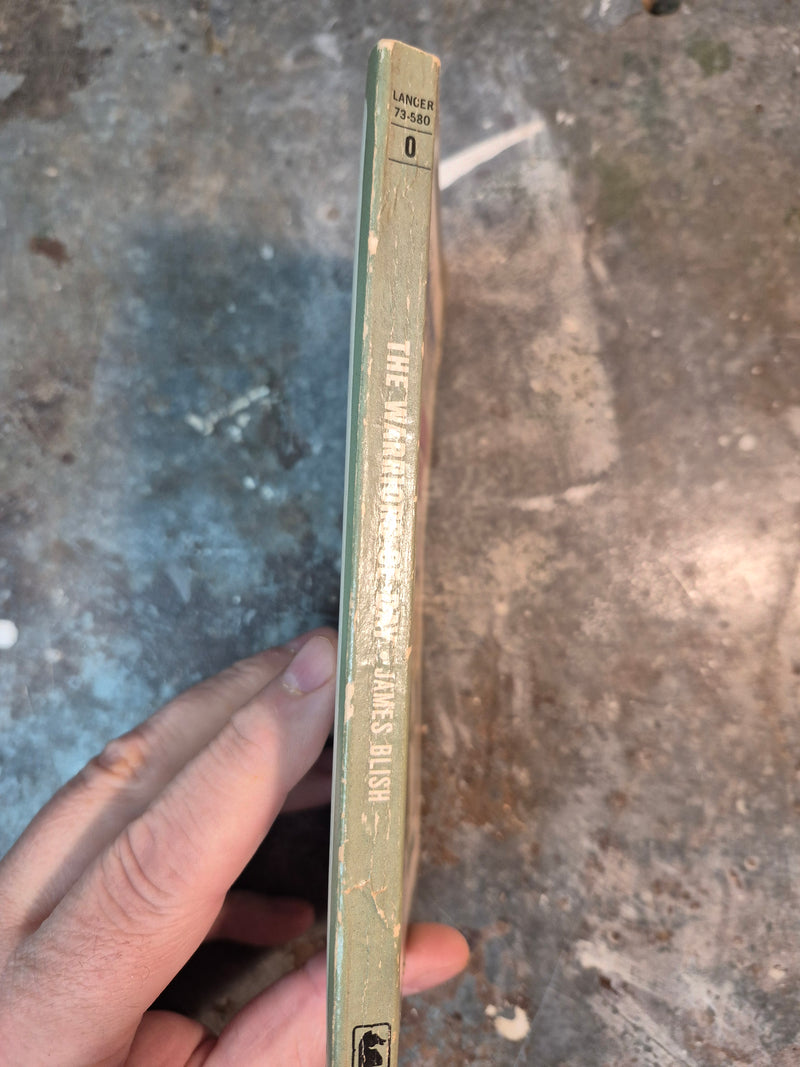 LANCER
73-580
0
THE WARRIORS OF DAY - JAMES BLISH